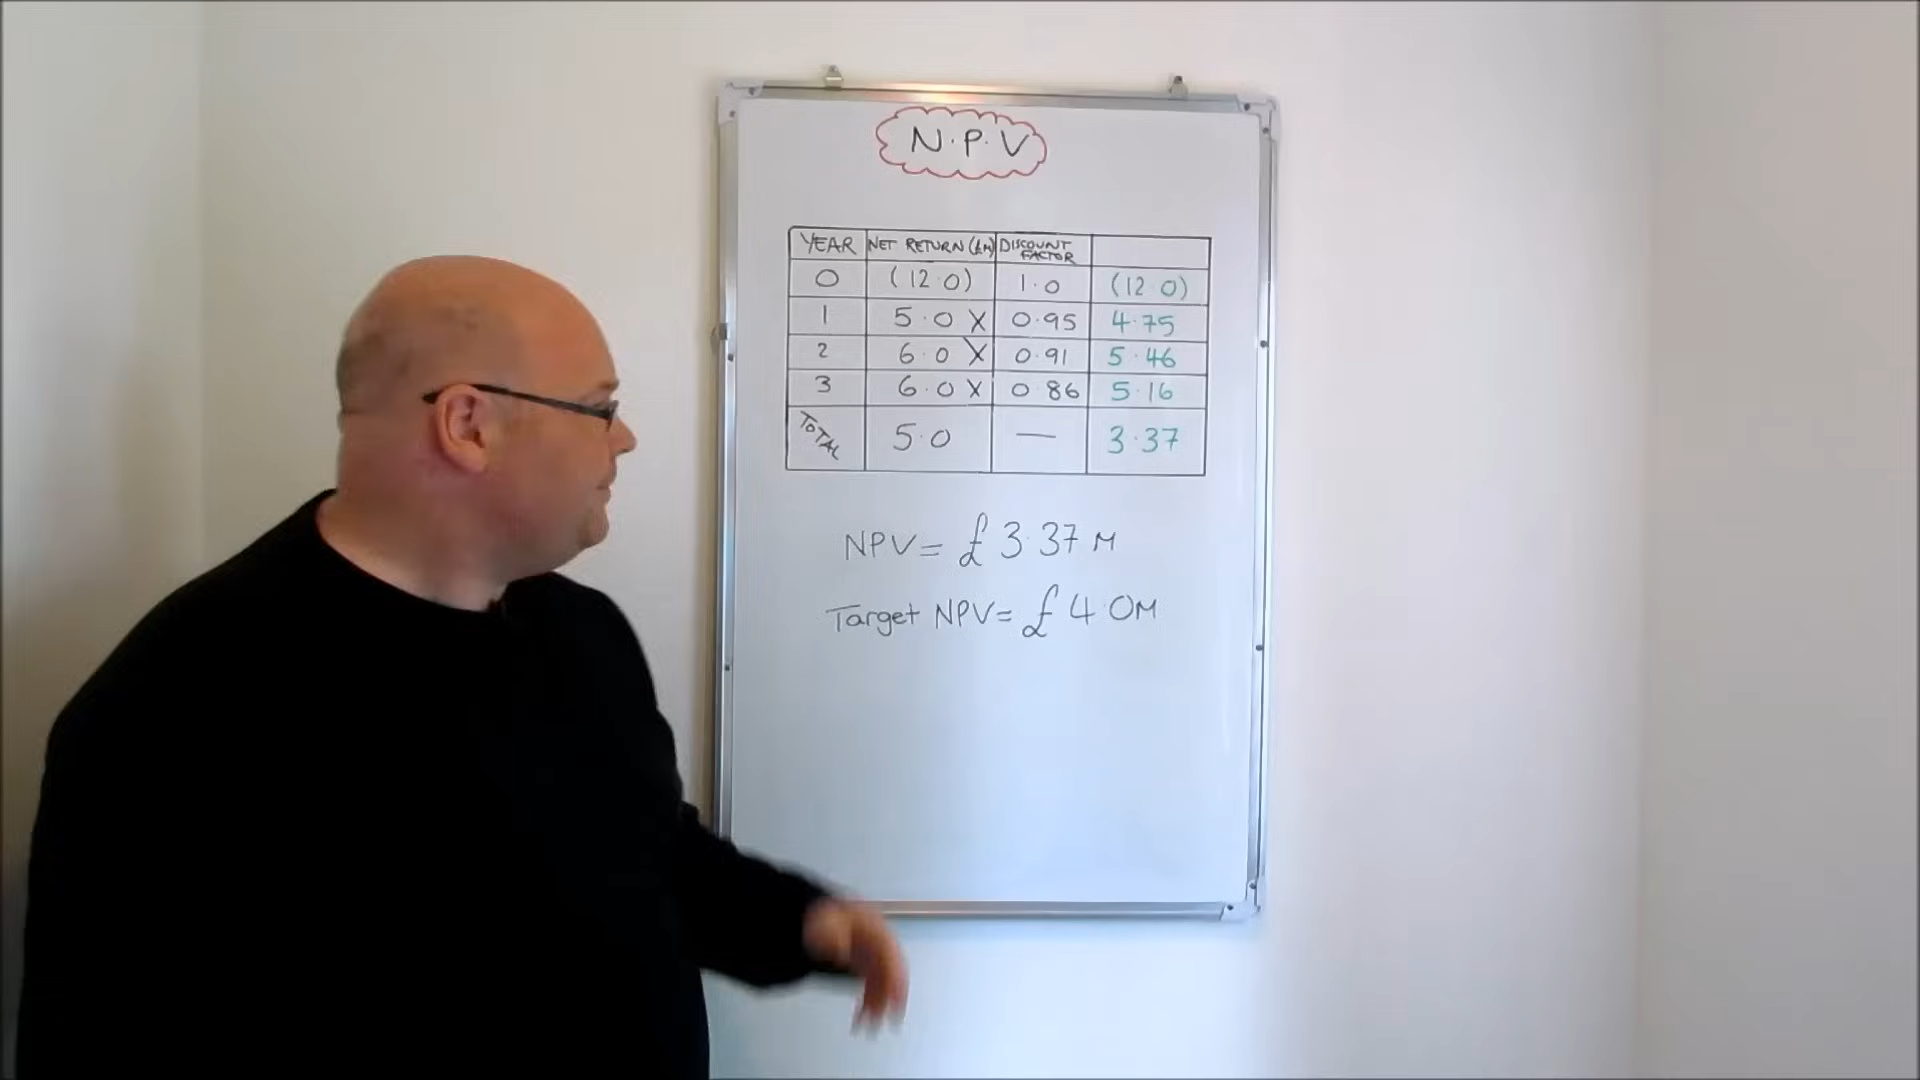 N.P.V
YEAR NET RETURN (£M) DISCOUNT FACTOR
0 (12.0) 1.0 (12.0)
1 5.0 X 0.95 4.75
2 6.0 X 0.91 5.46
3 6.0 X 0.86 5.16
TOTAL 5.0 — 3.37
NPV = £3.37M
Target NPV = £4.0M